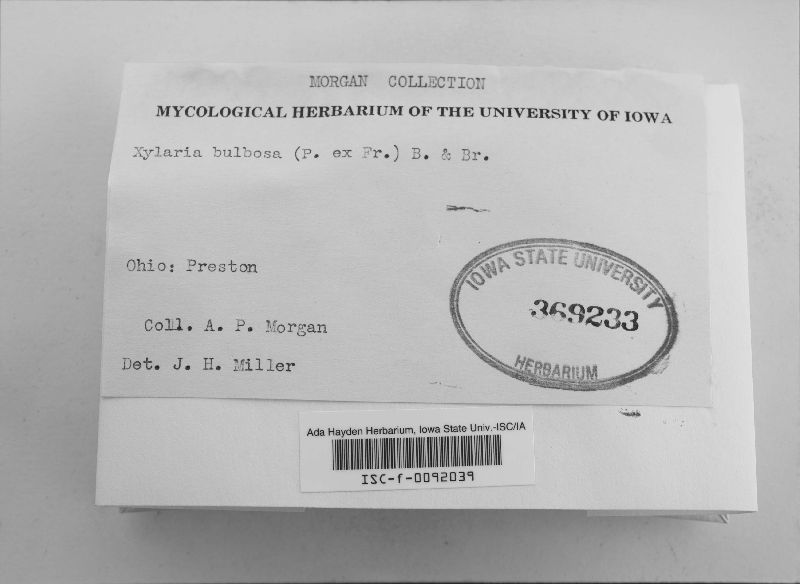 MORGAN COLLECTION
MYCOLOGICAL HERBARIUM OF THE UNIVERSITY OF IOWA
Xylaria bulbosa (P. ex Fr.) B. & Br.
Ohio: Preston
Coll. A. P. Morgan
Det. J. H. Miller
IOWA STATE UNIVERSITY
369233
HERBARIUM
Ada Hayden Herbarium, Iowa State Univ.-ISC/IA
ISC-f-0092039